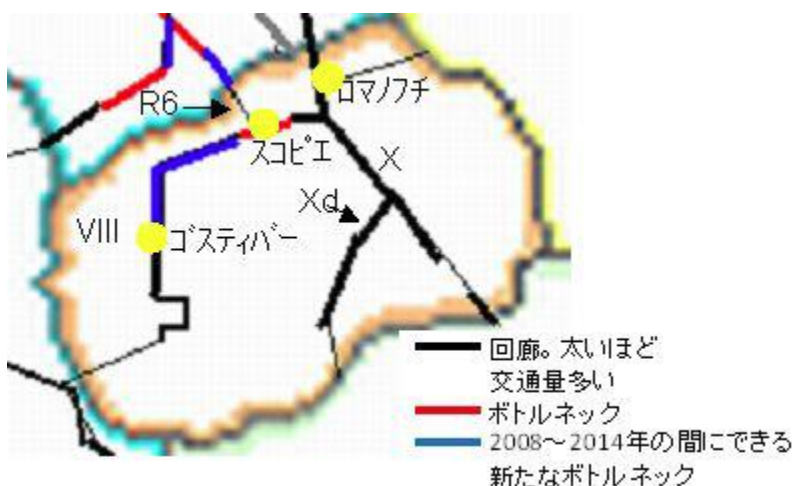 ロマノフチ
R6
スコピエ
X
Xd
VIII
ゴスティバー
回廊。太いほど
交通量多い
ボトルネック
2008～2014年の間にできる
新たなボトルネック